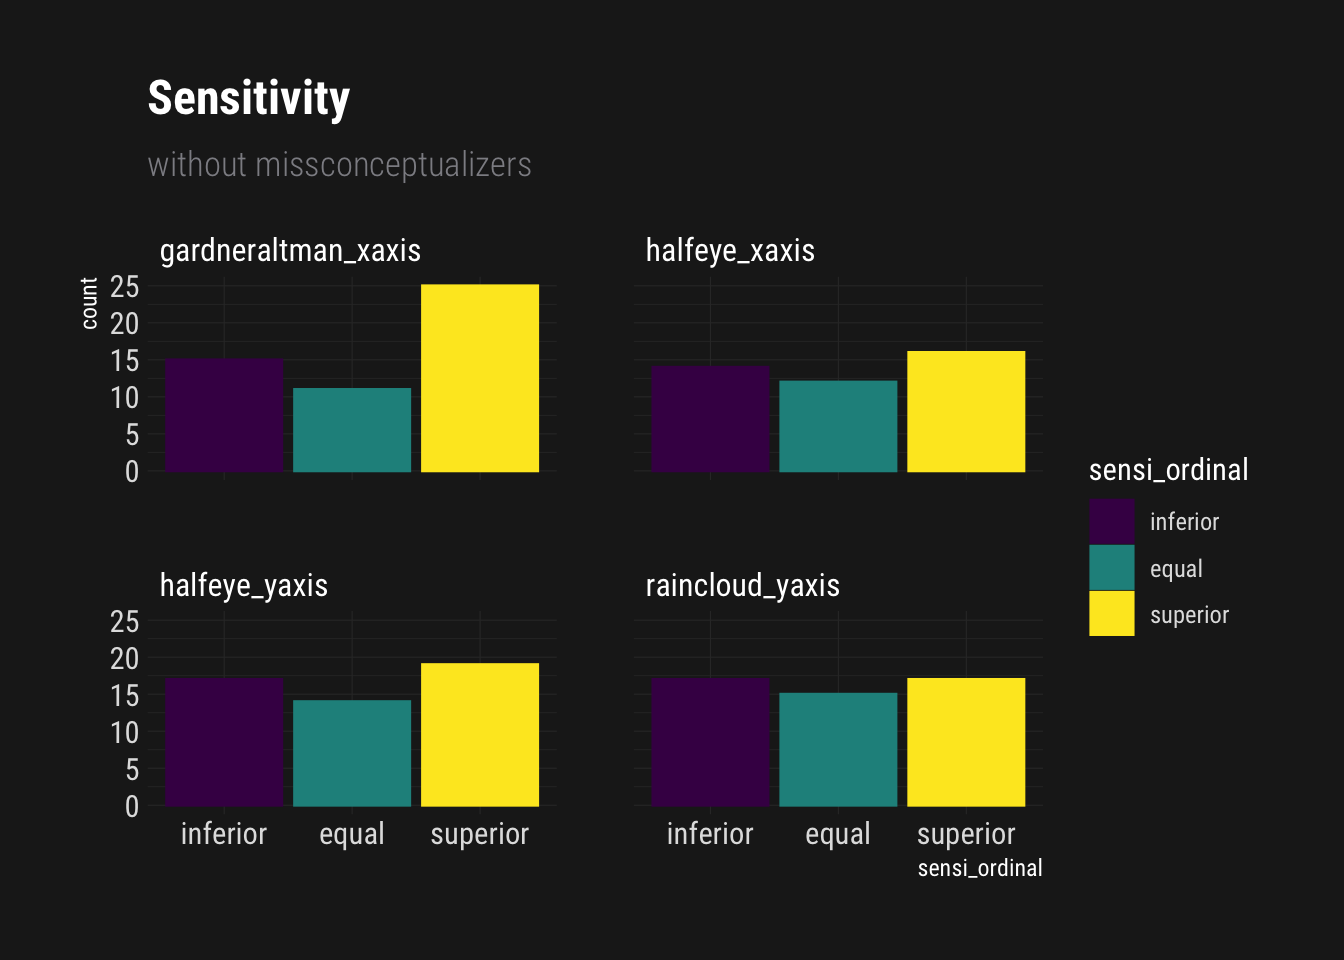 Sensitivity
without missconceptualizers
gardneraltman_xaxis
halfeye_xaxis
count
25
20
15
10
5
0
sensi_ordinal
inferior
equal
superior
halfeye_yaxis
raincloud_yaxis
25
20
15
10
5
0
inferior equal superior
inferior equal superior
sensi_ordinal